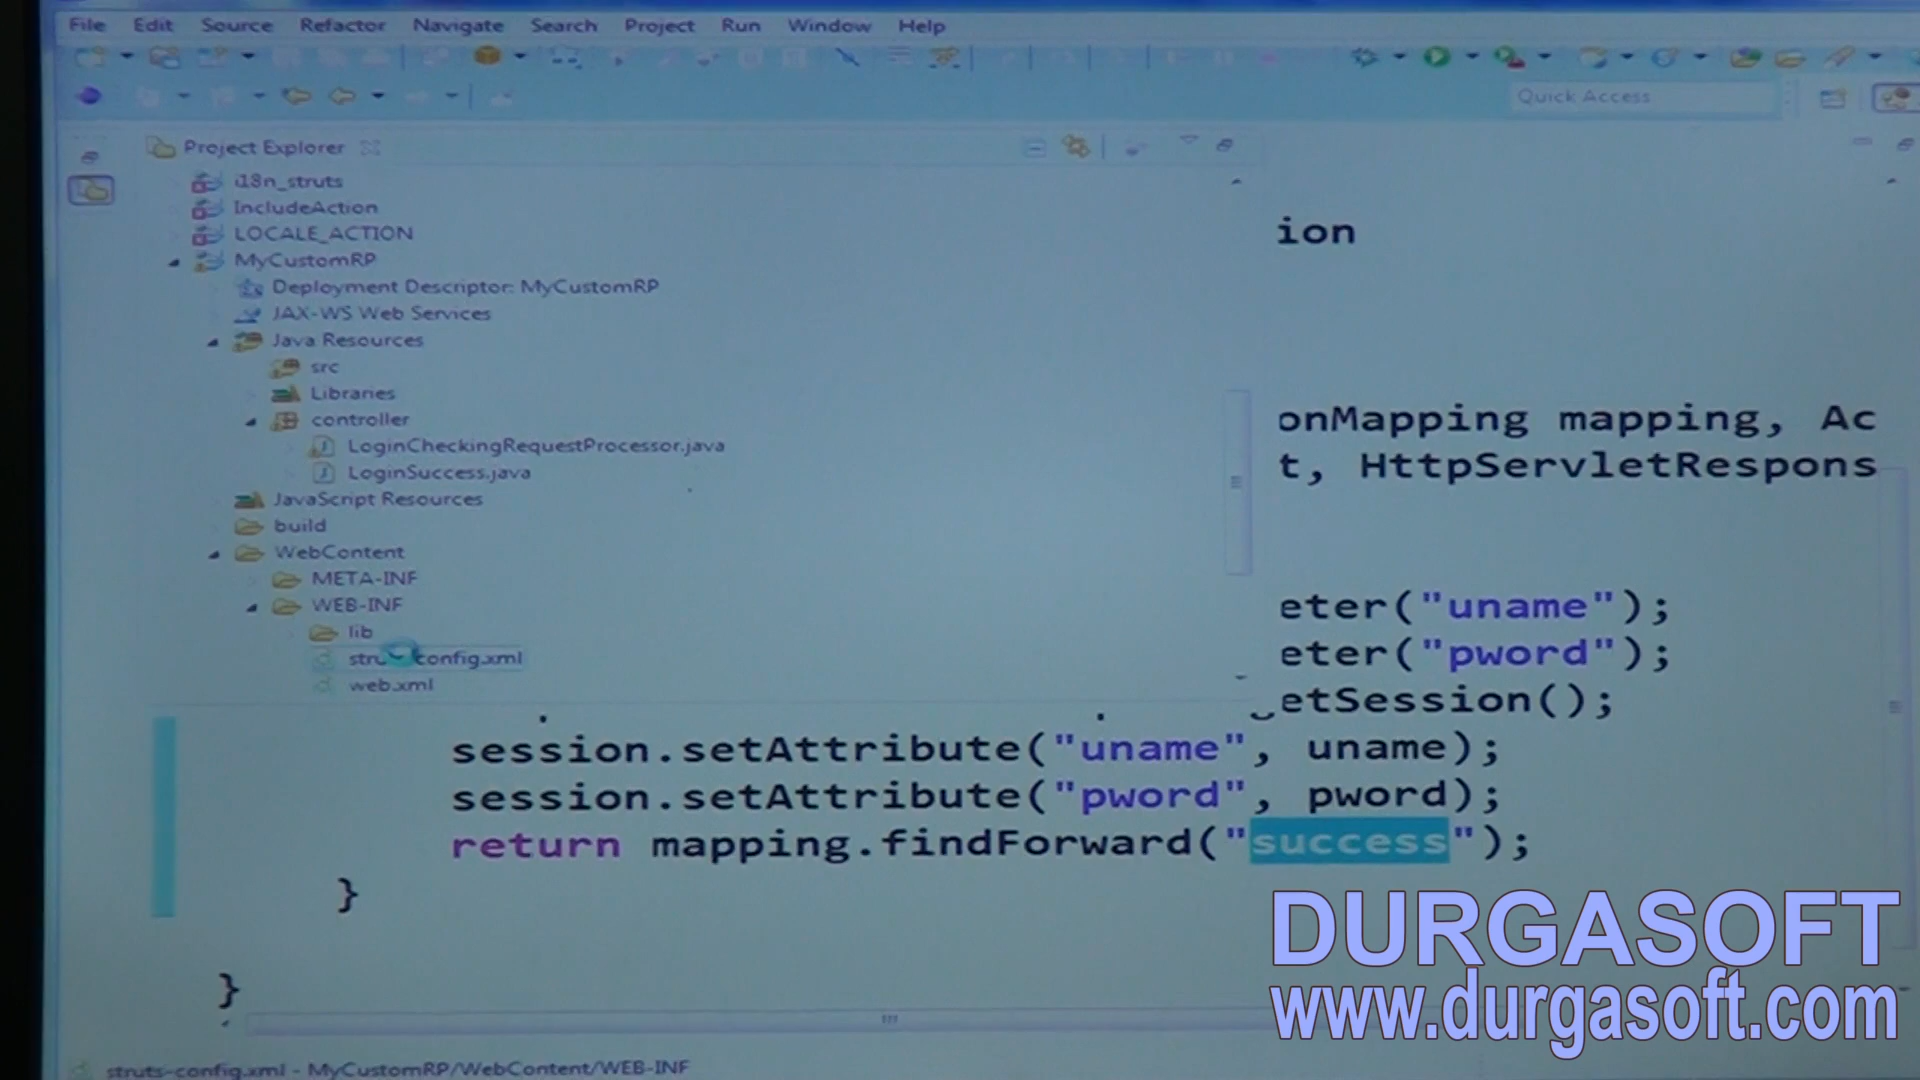 File Edit Source Refactor Navigate Search Project Run Window Help
Quick Access
Project Explorer
i18n_struts
IncludeAction
LOCALE_ACTION
MyCustomRP
Deployment Descriptor: MyCustomRP
JAX-WS Web Services
Java Resources
src
Libraries
controller
LoginCheckingRequestProcessor.java
LoginSuccess.java
JavaScript Resources
build
WebContent
META-INF
WEB-INF
lib
config.xml
web.xml
ion
onMapping mapping, Ac
t, HttpServletRespons
eter("uname");
eter("pword");
etSession();
session.setAttribute("uname", uname);
session.setAttribute("pword", pword);
return mapping.findForward("success");
}
}
struts-config.xml - MyCustomRP/WebContent/WEB-INF
DURGASOFT
www.durgasoft.com